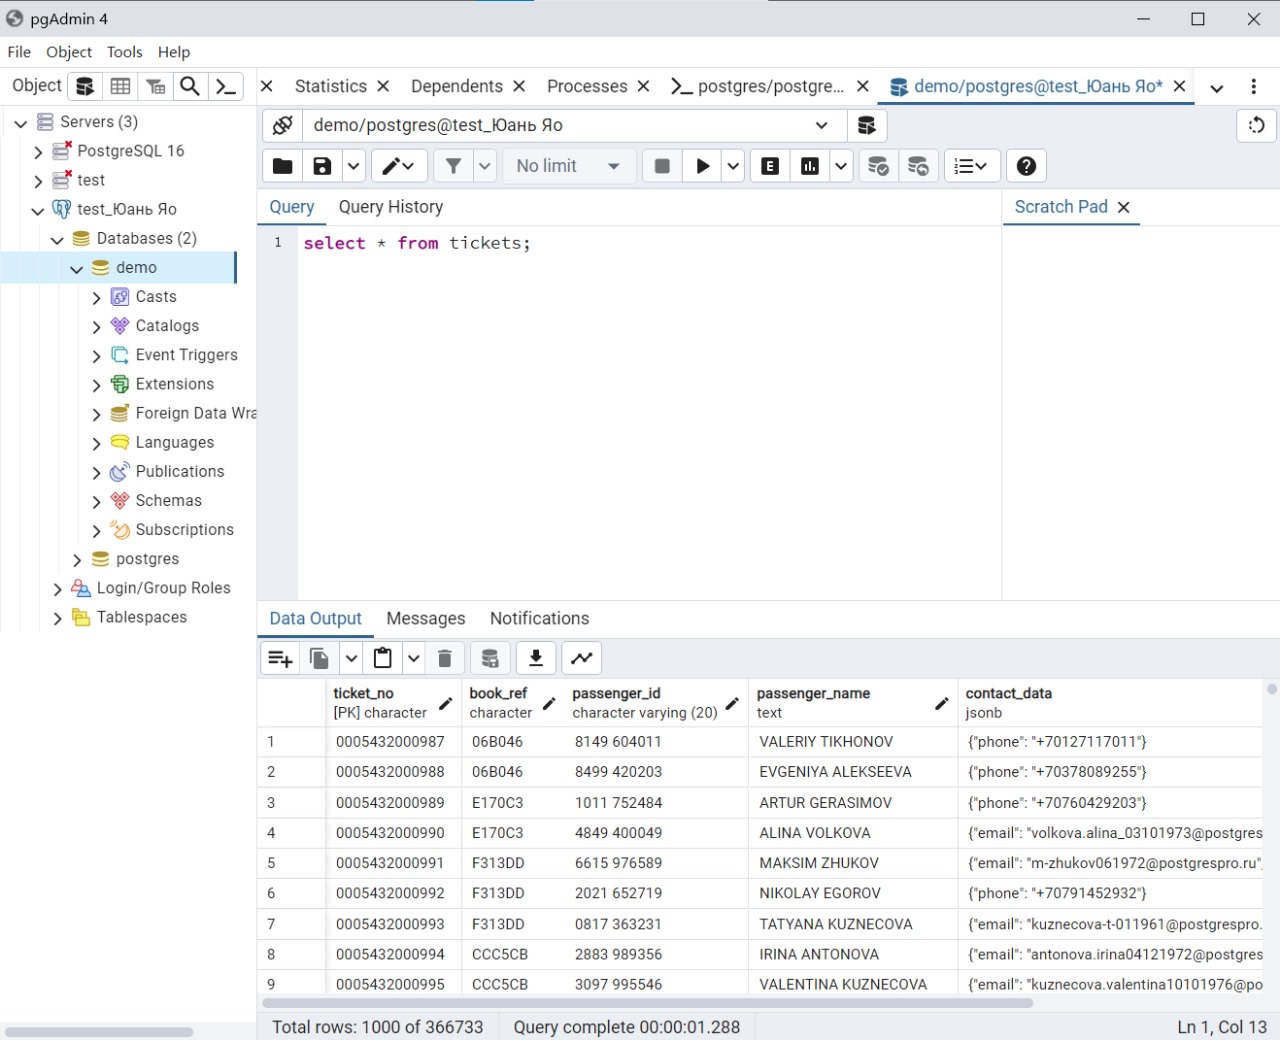 pgAdmin 4
File Object Tools Help
Object
Statistics Dependents Processes postgres/postgre... demo/postgres@test_Юань Яо*
Servers (3)
PostgreSQL 16
test
test_Юань Яо
Databases (2)
demo
Casts
Catalogs
Event Triggers
Extensions
Foreign Data Wra
Languages
Publications
Schemas
Subscriptions
postgres
Login/Group Roles
Tablespaces
demo/postgres@test_Юань Яо
No limit
E
Query Query History
Scratch Pad
1 select * from tickets;
Data Output Messages Notifications
ticket_no book_ref passenger_id passenger_name contact_data
[PK] character character character varying (20) text jsonb
1 0005432000987 06B046 8149 604011 VALERIY TIKHONOV {"phone": "+70127117011"}
2 0005432000988 06B046 8499 420203 EVGENIYA ALEKSEEVA {"phone": "+70378089255"}
3 0005432000989 E170C3 1011 752484 ARTUR GERASIMOV {"phone": "+70760429203"}
4 0005432000990 E170C3 4849 400049 ALINA VOLKOVA {"email": "volkova.alina_03101973@postgres
5 0005432000991 F313DD 6615 976589 MAKSIM ZHUKOV {"email": "m-zhukov061972@postgrespro.ru",
6 0005432000992 F313DD 2021 652719 NIKOLAY EGOROV {"phone": "+70791452932"}
7 0005432000993 F313DD 0817 363231 TATYANA KUZNECOVA {"email": "kuznecova-t-011961@postgrespro.
8 0005432000994 CCC5CB 2883 989356 IRINA ANTONOVA {"email": "antonova.irina04121972@postgres
9 0005432000995 CCC5CB 3097 995546 VALENTINA KUZNECOVA {"email": "kuznecova.valentina10101976@po
Total rows: 1000 of 366733 Query complete 00:00:01.288 Ln 1, Col 13